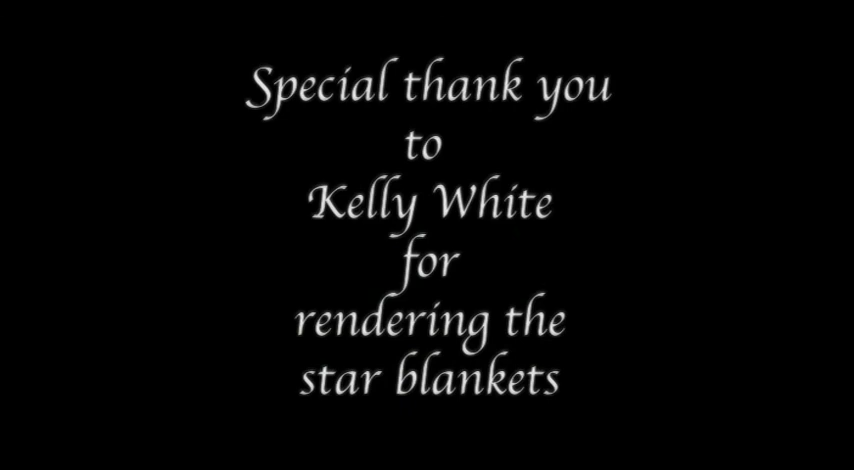 Special thank you
to
Kelly White
for
rendering the
star blankets